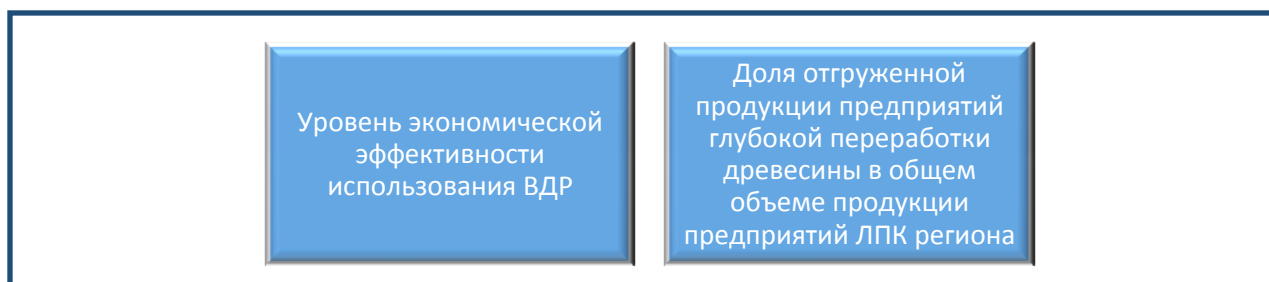 Уровень экономической
эффективности
использования ВДР
Доля отгруженной
продукции предприятий
глубокой переработки
древесины в общем
объеме продукции
предприятий ЛПК региона